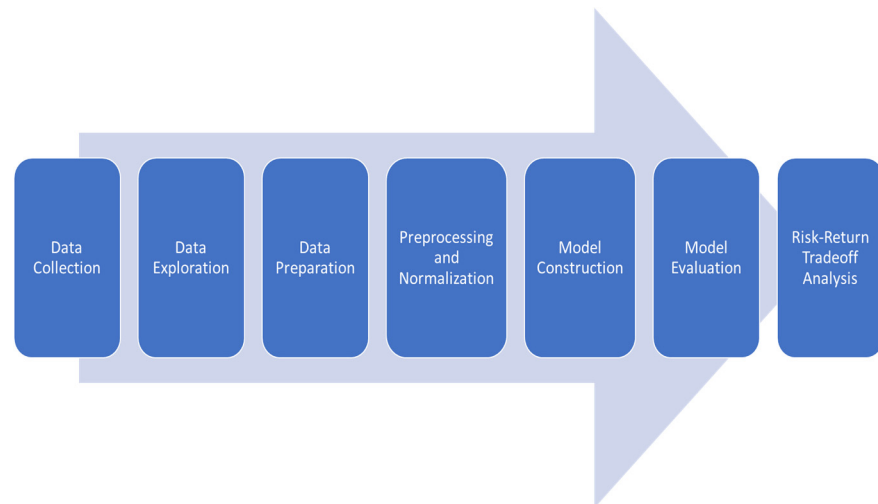 Data
Collection
Data
Exploration
Data
Preparation
Preprocessing
and
Normalization
Model
Construction
Model
Evaluation
Risk-Return
Tradeoff
Analysis